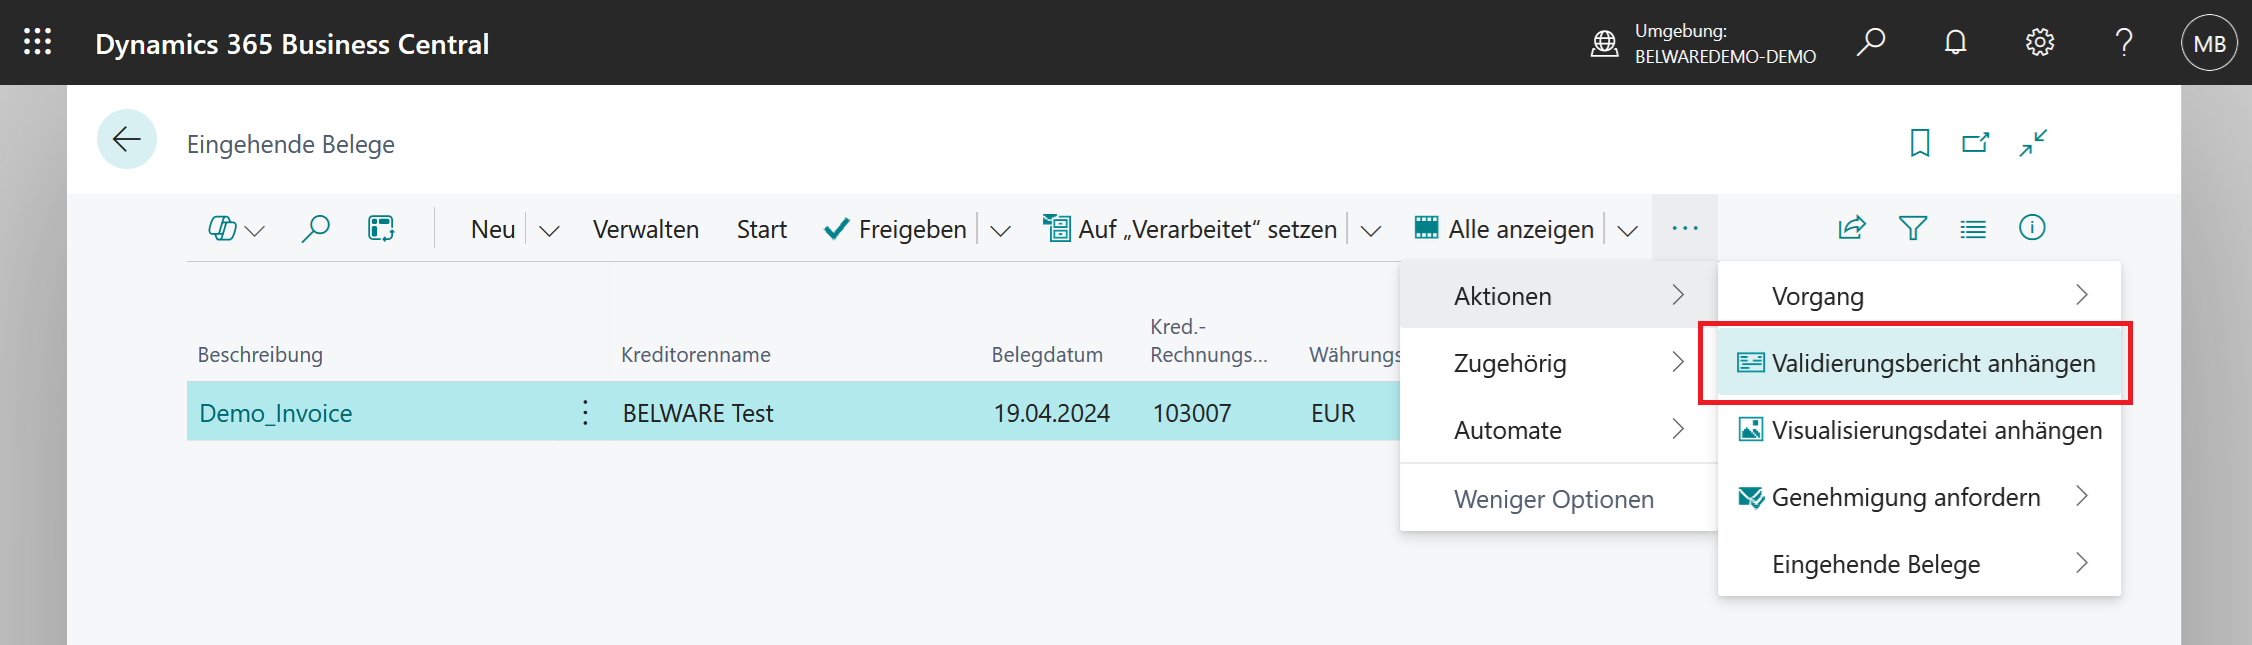 Dynamics 365 Business Central
Umgebung:
BELWAREDEMO-DEMO
?
MB
Eingehende Belege
Neu
Verwalten
Start
Freigeben
Auf „Verarbeitet“ setzen
Alle anzeigen
Aktionen
Zugehörig
Automate
Weniger Optionen
Vorgang
Validierungsbericht anhängen
Visualisierungsdatei anhängen
Genehmigung anfordern
Eingehende Belege
Beschreibung
Kreditorenname
Belegdatum
Kred.-
Rechnungs...
Währungs
Demo_Invoice
BELWARE Test
19.04.2024
103007
EUR